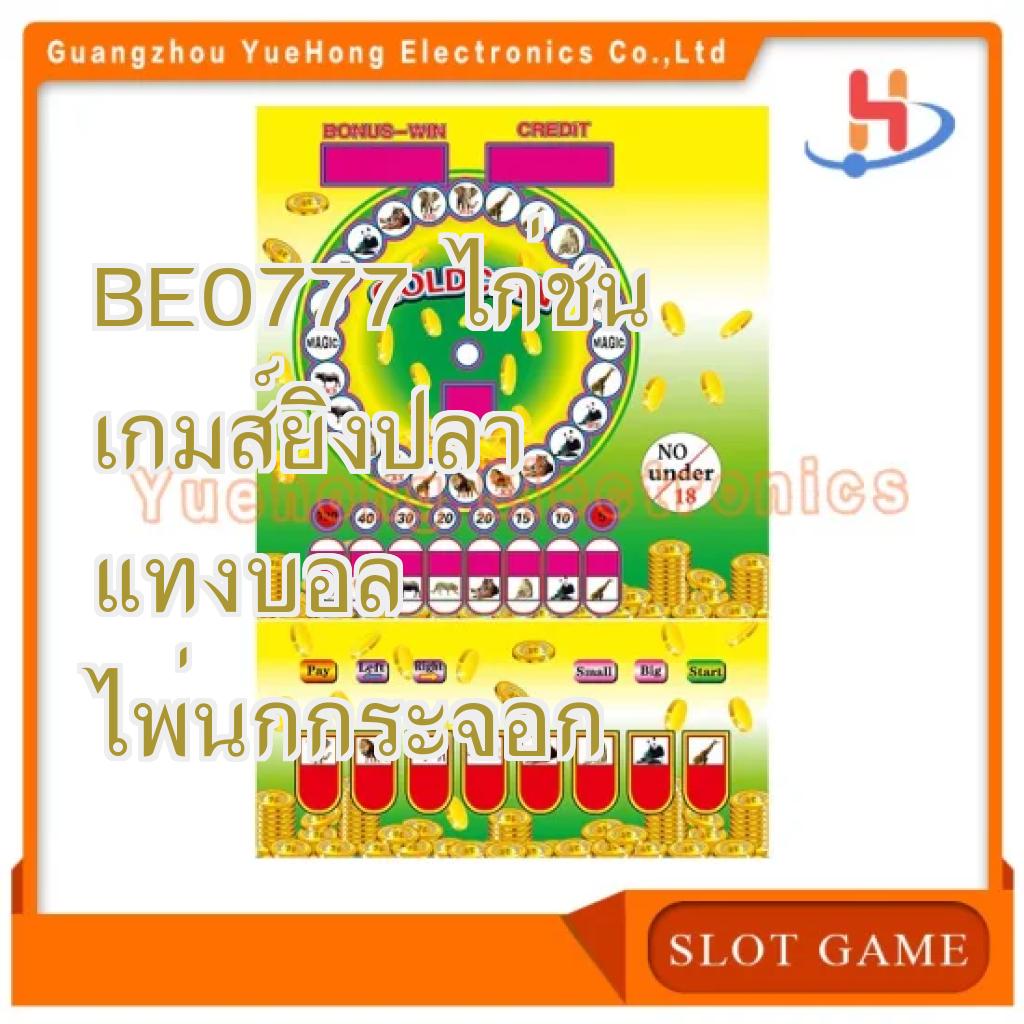 Guangzhou YueHong Electronics Co.,Ltd
BONUS-WIN CREDIT
BEO777 ไก่ชน
MAGIC MAGIC
เกมส์ยิงปลา
NO
under
18
Yuehong Electronics
40 30 20 20 15 10 5
แทงบอล
Pay Left Right Small Big Start
ไพ่นกกระจอก
SLOT GAME